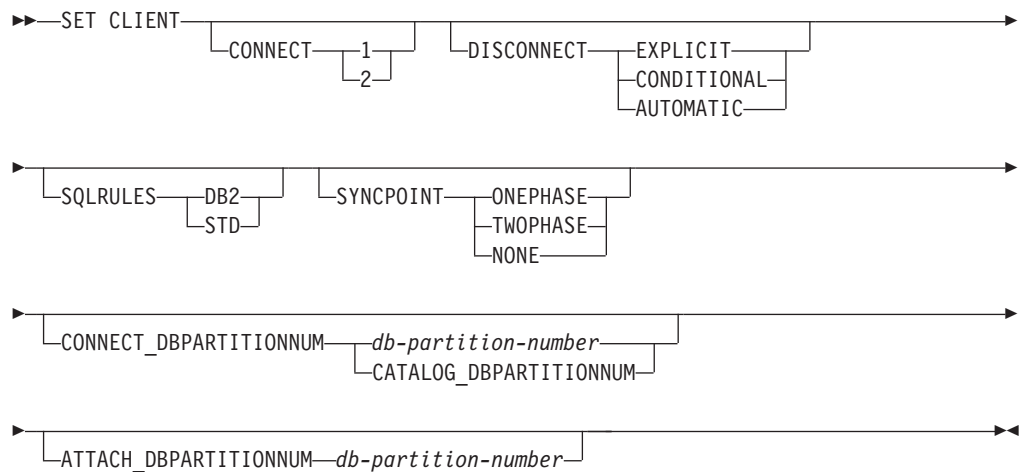 SET CLIENT
CONNECT 1
2
DISCONNECT EXPLICIT
CONDITIONAL
AUTOMATIC
SQLRULES DB2
STD
SYNCPOINT ONEPHASE
TWOPHASE
NONE
CONNECT_DBPARTITIONNUM db-partition-number
CATALOG_DBPARTITIONNUM
ATTACH_DBPARTITIONNUM db-partition-number